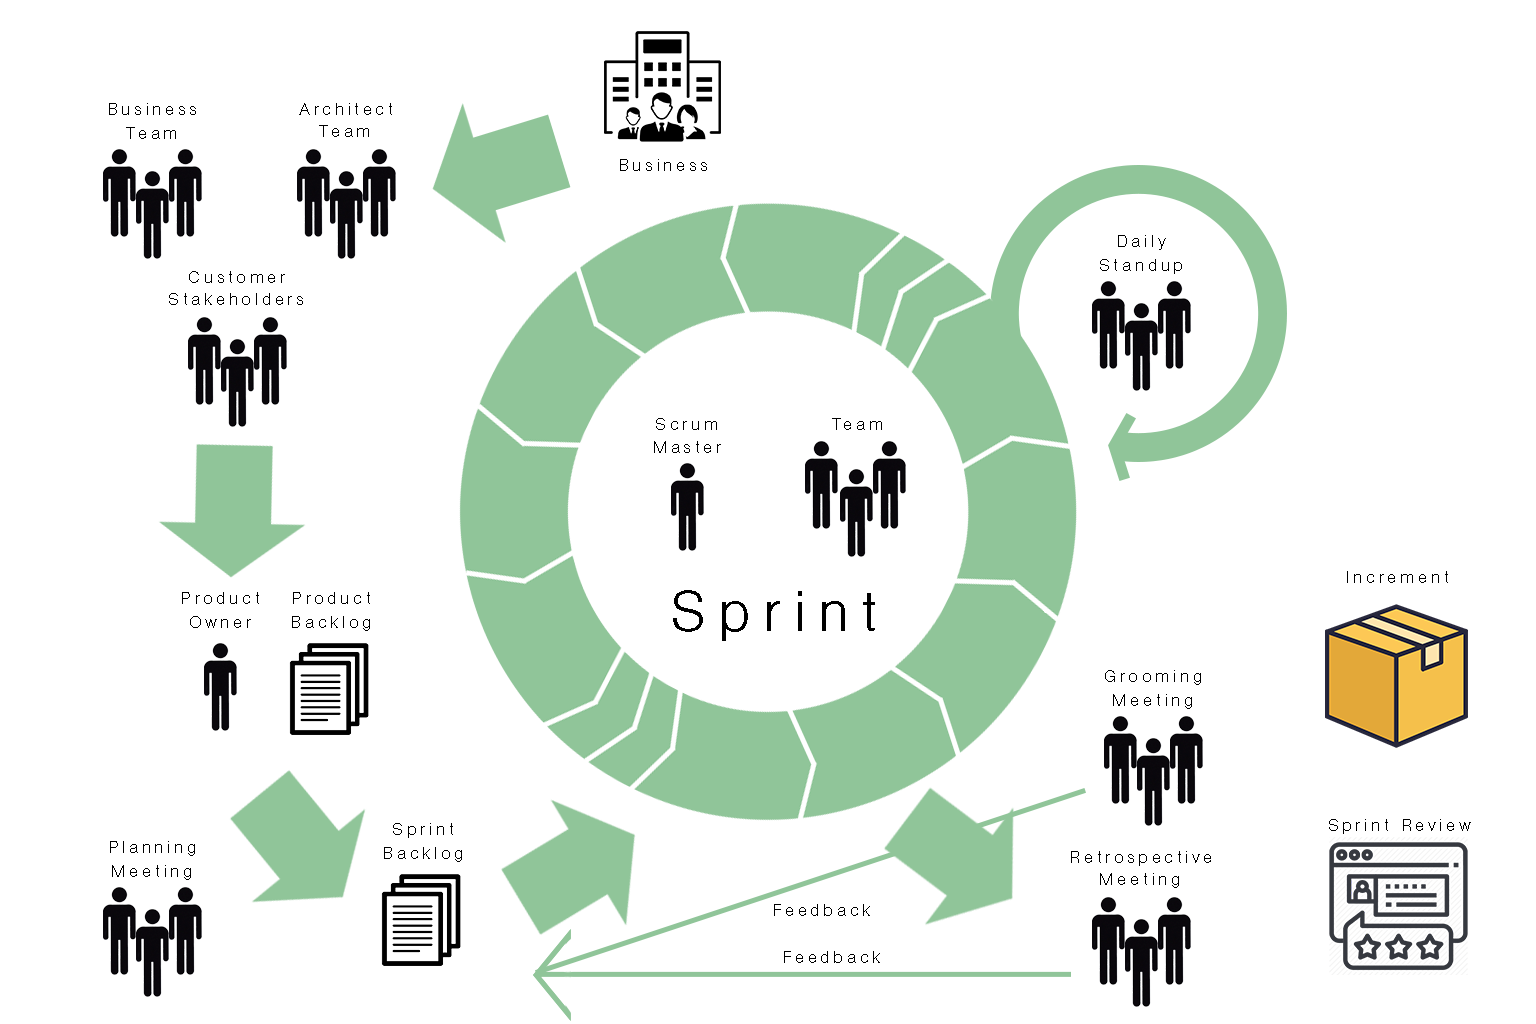 Business
Business
Team
Architect
Team
Customer
Stakeholders
Daily
Standup
Scrum
Master
Team
Sprint
Product
Owner
Product
Backlog
Increment
Grooming
Meeting
Planning
Meeting
Sprint
Backlog
Sprint Review
Retrospective
Meeting
Feedback
Feedback